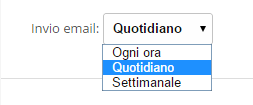 Invio email: Quotidiano
Ogni ora
Quotidiano
Settimanale